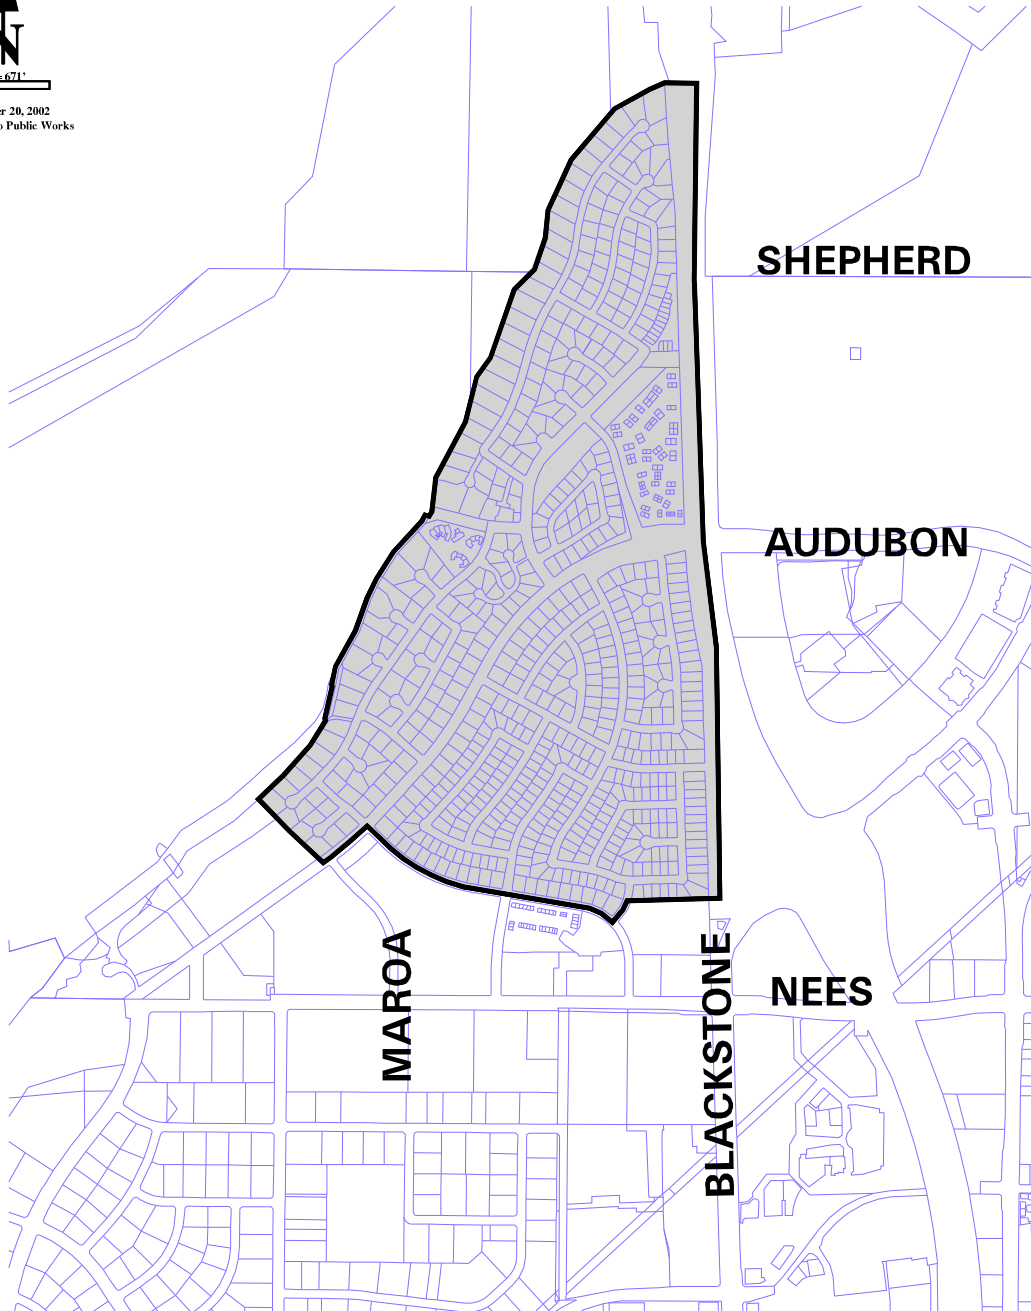 N
= 671'
er 20, 2002
o Public Works
SHEPHERD
AUDUBON
NEES
MAROA
BLACKSTONE